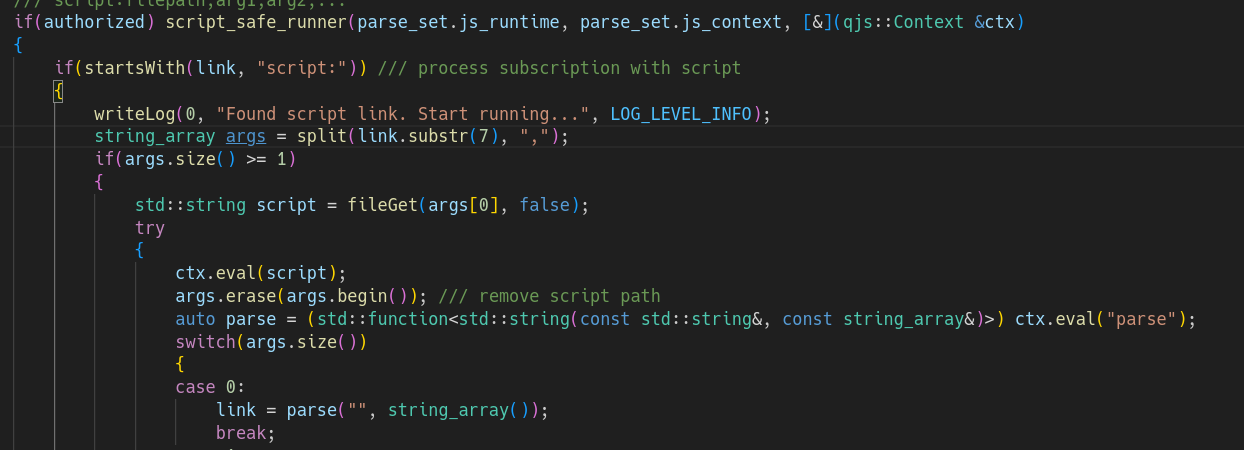 /// script:filepath,arg1,arg2,...
if(authorized) script_safe_runner(parse_set.js_runtime, parse_set.js_context, [&](qjs::Context &ctx)
{
if(startsWith(link, "script:")) /// process subscription with script
{
writeLog(0, "Found script link. Start running...", LOG_LEVEL_INFO);
string_array args = split(link.substr(7), ",");
if(args.size() >= 1)
{
std::string script = fileGet(args[0], false);
try
{
ctx.eval(script);
args.erase(args.begin()); /// remove script path
auto parse = (std::function<std::string(const std::string&, const string_array&)>) ctx.eval("parse");
switch(args.size())
{
case 0:
link = parse("", string_array());
break;